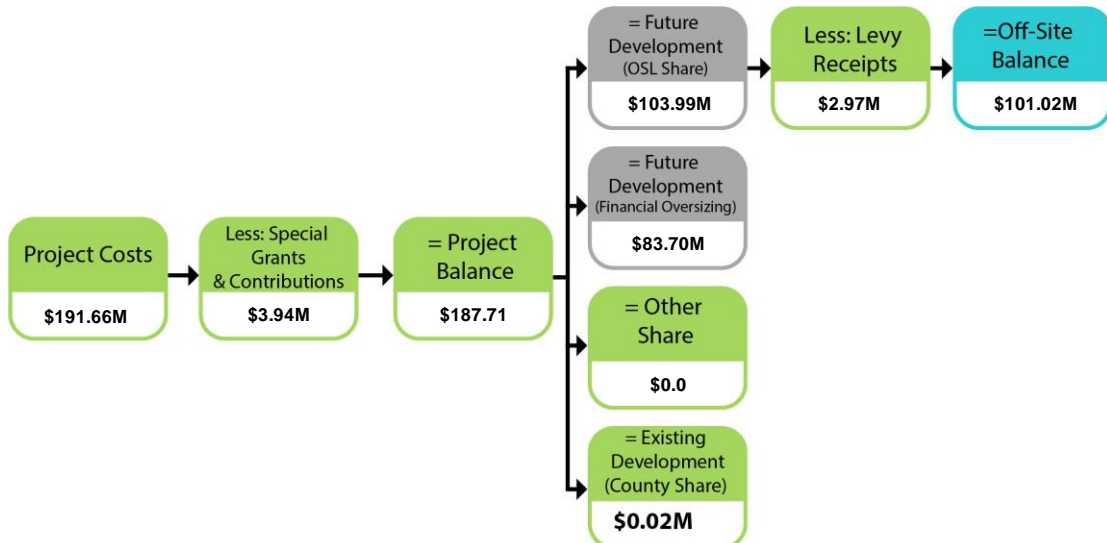 Project Costs
$191.66M
Less: Special
Grants
& Contributions
$3.94M
= Project
Balance
$187.71
= Future
Development
(OSL Share)
$103.99M
Less: Levy
Receipts
$2.97M
=Off-Site
Balance
$101.02M
= Future
Development
(Financial Oversizing)
$83.70M
= Other
Share
$0.0
= Existing
Development
(County Share)
$0.02M